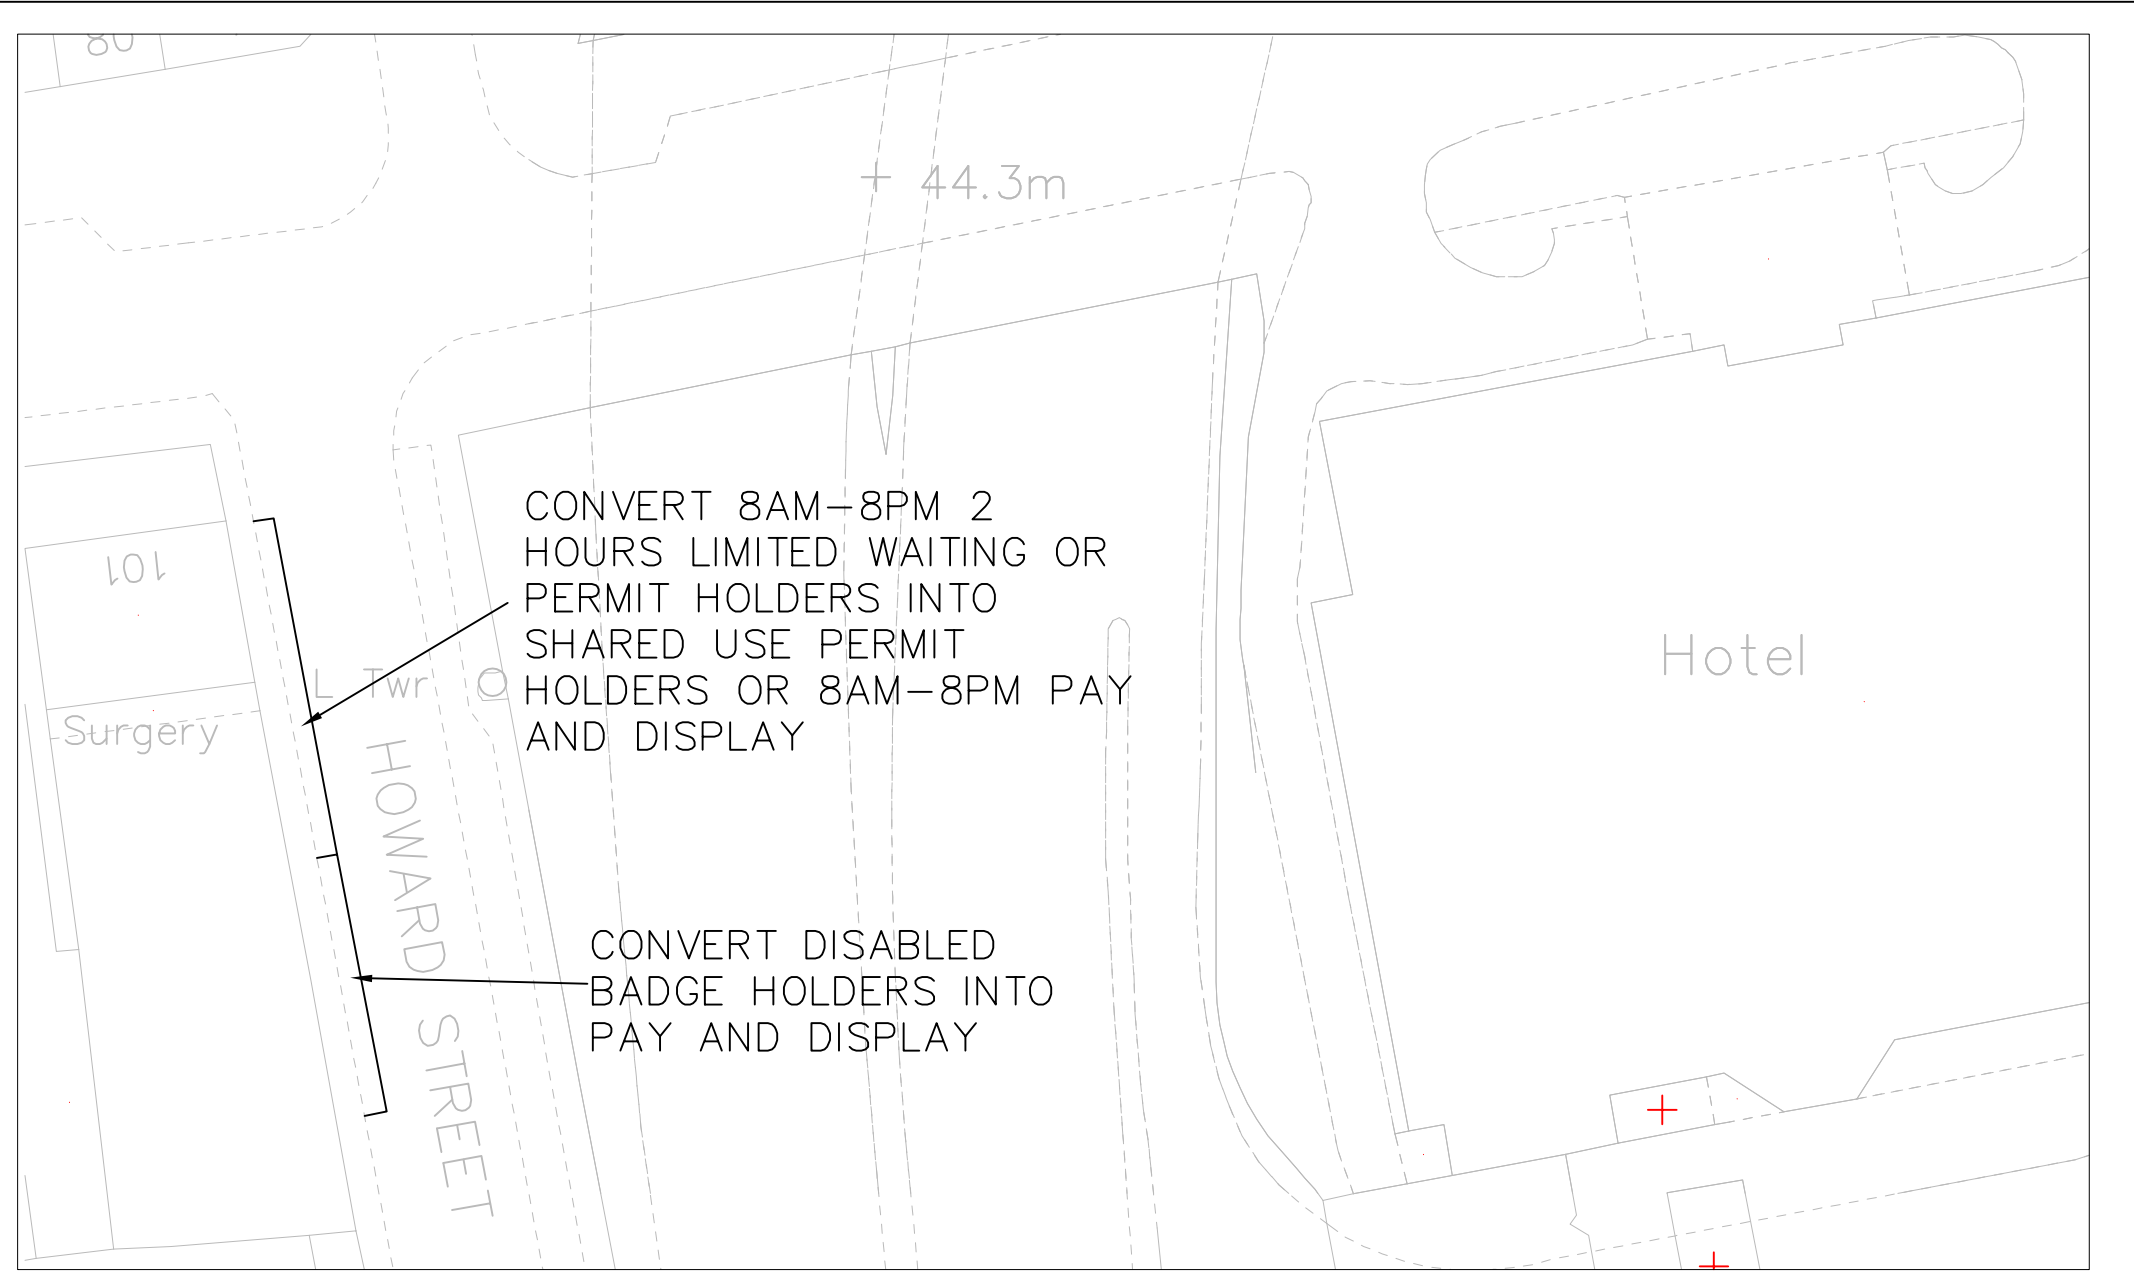 80
+ 44.3m
CONVERT 8AM-8PM 2
HOURS LIMITED WAITING OR
PERMIT HOLDERS INTO
SHARED USE PERMIT
HOLDERS OR 8AM-8PM PAY
AND DISPLAY
101
L Twr
Surgery
Hotel
HOWARD STREET
CONVERT DISABLED
BADGE HOLDERS INTO
PAY AND DISPLAY